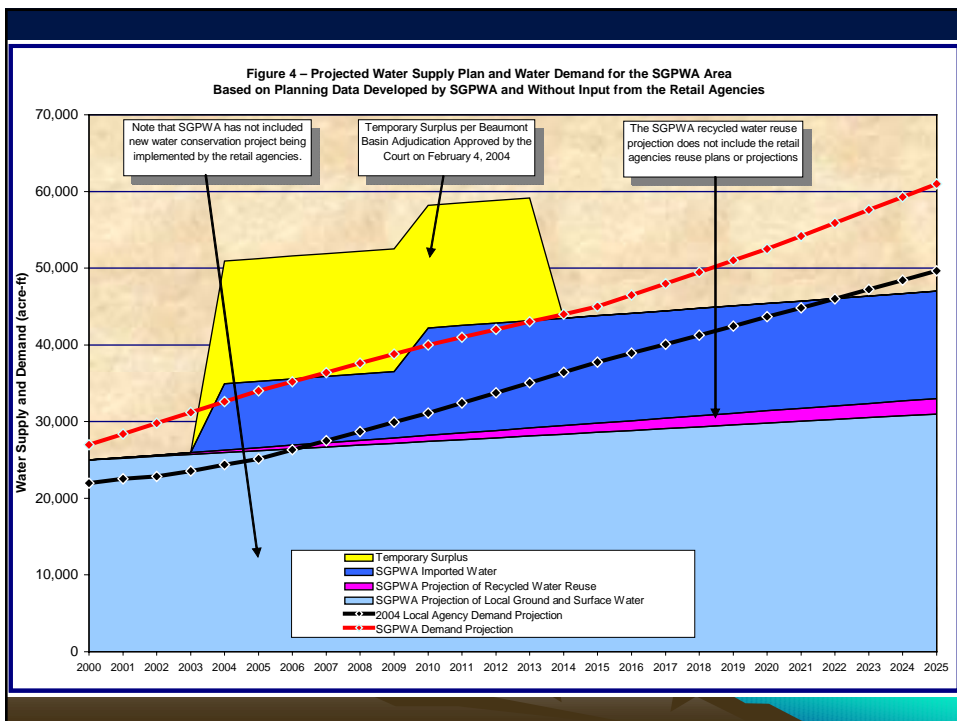 Figure 4 – Projected Water Supply Plan and Water Demand for the SGPWA Area
Based on Planning Data Developed by SGPWA and Without Input from the Retail Agencies
70,000
60,000
50,000
40,000
30,000
20,000
10,000
0
Water Supply and Demand (acre-ft)
Note that SGPWA has not included
new water conservation project being
implemented by the retail agencies.
Temporary Surplus per Beaumont
Basin Adjudication Approved by the
Court on February 4, 2004
The SGPWA recycled water reuse
projection does not include the retail
agencies reuse plans or projections
Temporary Surplus
SGPWA Imported Water
SGPWA Projection of Recycled Water Reuse
SGPWA Projection of Local Ground and Surface Water
2004 Local Agency Demand Projection
SGPWA Demand Projection
2000 2001 2002 2003 2004 2005 2006 2007 2008 2009 2010 2011 2012 2013 2014 2015 2016 2017 2018 2019 2020 2021 2022 2023 2024 2025